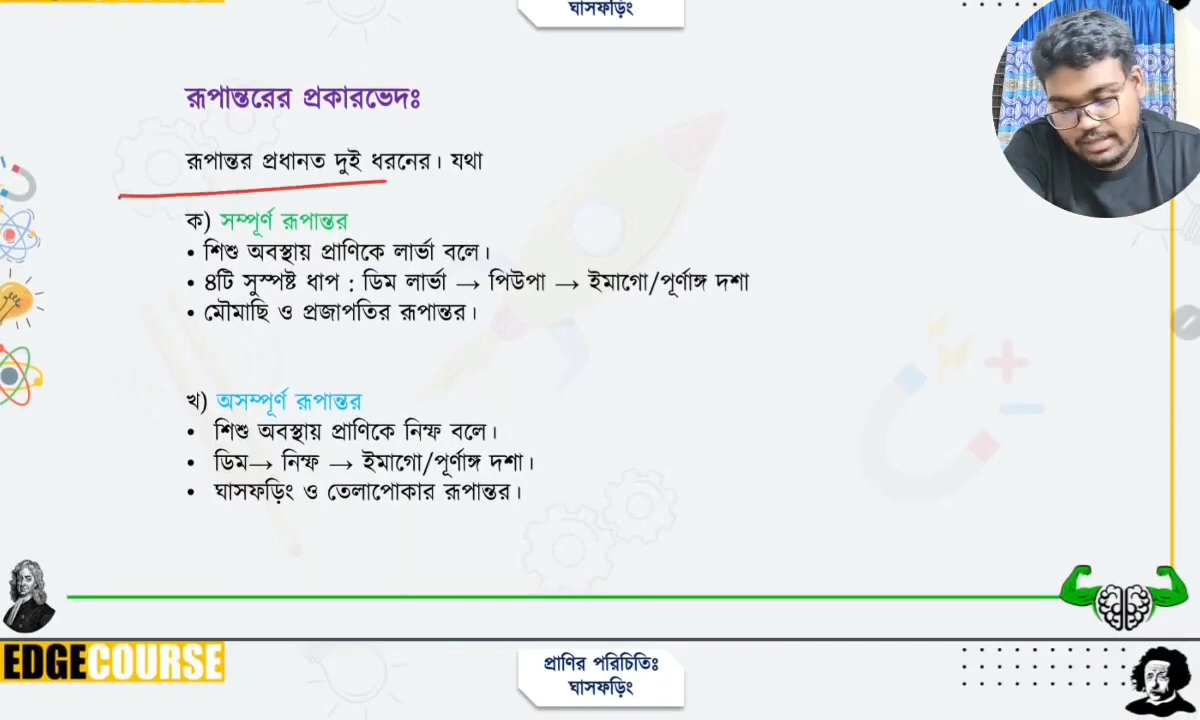 ঘাসফড়িং
রূপান্তরের প্রকারভেদঃ
রূপান্তর প্রধানত দুই ধরনের। যথা
ক) সম্পূর্ণ রূপান্তর
• শিশু অবস্থায় প্রাণিকে লার্ভা বলে।
• ৪টি সুস্পষ্ট ধাপ : ডিম লার্ভা → পিউপা → ইমাগো/পূর্ণাঙ্গ দশা
• মৌমাছি ও প্রজাপতির রূপান্তর।
খ) অসম্পূর্ণ রূপান্তর
• শিশু অবস্থায় প্রাণিকে নিম্ফ বলে।
• ডিম→ নিম্ফ → ইমাগো/পূর্ণাঙ্গ দশা।
• ঘাসফড়িং ও তেলাপোকার রূপান্তর।
EDGECOURSE
প্রাণির পরিচিতিঃ
ঘাসফড়িং